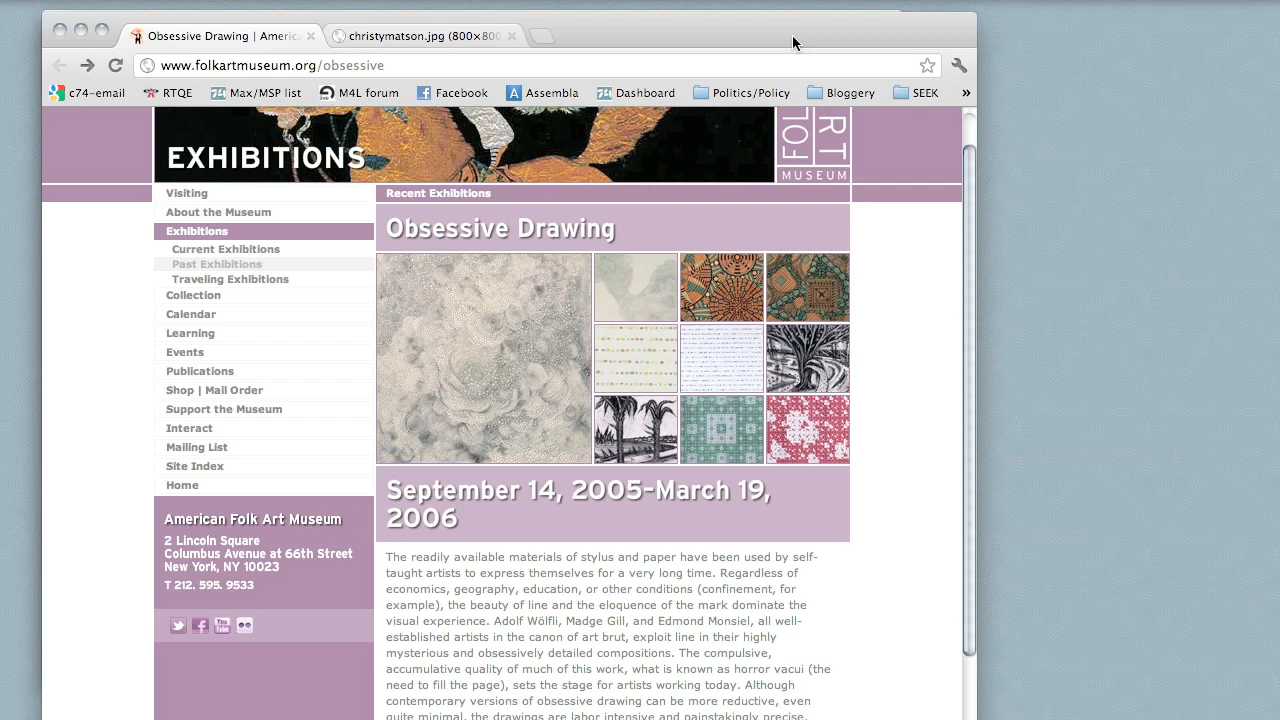 Obsessive Drawing | America
christymatson.jpg (800×800
www.folkartmuseum.org/obsessive
c74-email RTQE Max/MSP list M4L forum Facebook Assembla Dashboard Politics/Policy Bloggery SEEK »
EXHIBITIONS
FOL
ART
MUSEUM
Visiting
About the Museum
Exhibitions
Current Exhibitions
Past Exhibitions
Traveling Exhibitions
Collection
Calendar
Learning
Events
Publications
Shop | Mail Order
Support the Museum
Interact
Mailing List
Site Index
Home
American Folk Art Museum
2 Lincoln Square
Columbus Avenue at 66th Street
New York, NY 10023
T 212. 595. 9533
You
Tube
Recent Exhibitions
Obsessive Drawing
September 14, 2005–March 19,
2006
The readily available materials of stylus and paper have been used by self-
taught artists to express themselves for a very long time. Regardless of
economics, geography, education, or other conditions (confinement, for
example), the beauty of line and the eloquence of the mark dominate the
visual experience. Adolf Wölfli, Madge Gill, and Edmond Monsiel, all well-
established artists in the canon of art brut, exploit line in their highly
mysterious and obsessively detailed compositions. The compulsive,
accumulative quality of much of this work, what is known as horror vacui (the
need to fill the page), sets the stage for artists working today. Although
contemporary versions of obsessive drawing can be more reductive, even
quite minimal, the drawings are labor intensive and painstakingly precise.